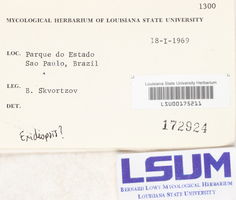 1300
MYCOLOGICAL HERBARIUM OF LOUISIANA STATE UNIVERSITY
18-I-1969
LOC. Parque do Estado
Sao Paulo, Brazil
LEG. B. Skvortzov
DET.
Louisiana State University Herbarium
LSU00175211
172924
Exidiopsis?
LSUM
BERNARD LOWY MYCOLOGICAL HERBARIUM
LOUISIANA STATE UNIVERSITY